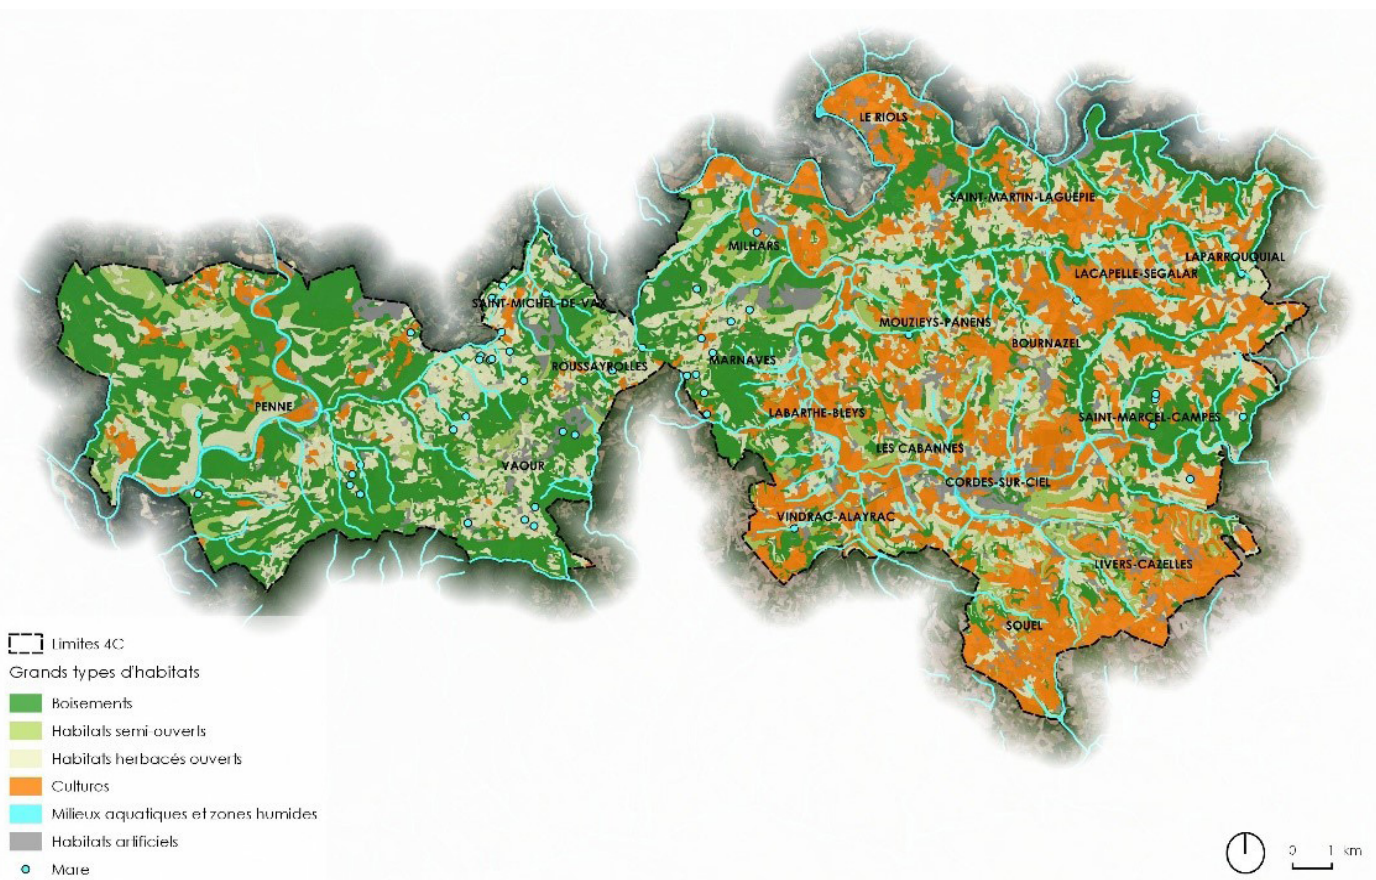 LE RIOLS
SAINT-MARTIN-LAGUEPIE
MILHARS
LAPARROUQUIAL
LACAPELLE-SEGALAR
SAINT-MICHEL-DE-VAX
MOUZIEYS-PANENS
BOURNAZEL
MARNAVES
ROUSSAYROLLES
PENNE
LABARTHE-BLEYS
SAINT-MARCEL-CAMPES
LES CABANNES
VAOUR
CORDES-SUR-CIEL
VINDRAC-ALAYRAC
LIVERS-CAZELLES
SOUEL
Limites 4C
Grands types d'habitats
Boisements
Habitats semi-ouverts
Habitats herbacés ouverts
Cultures
Milieux aquatiques et zones humides
Habitats artificiels
Mare
0 1 km